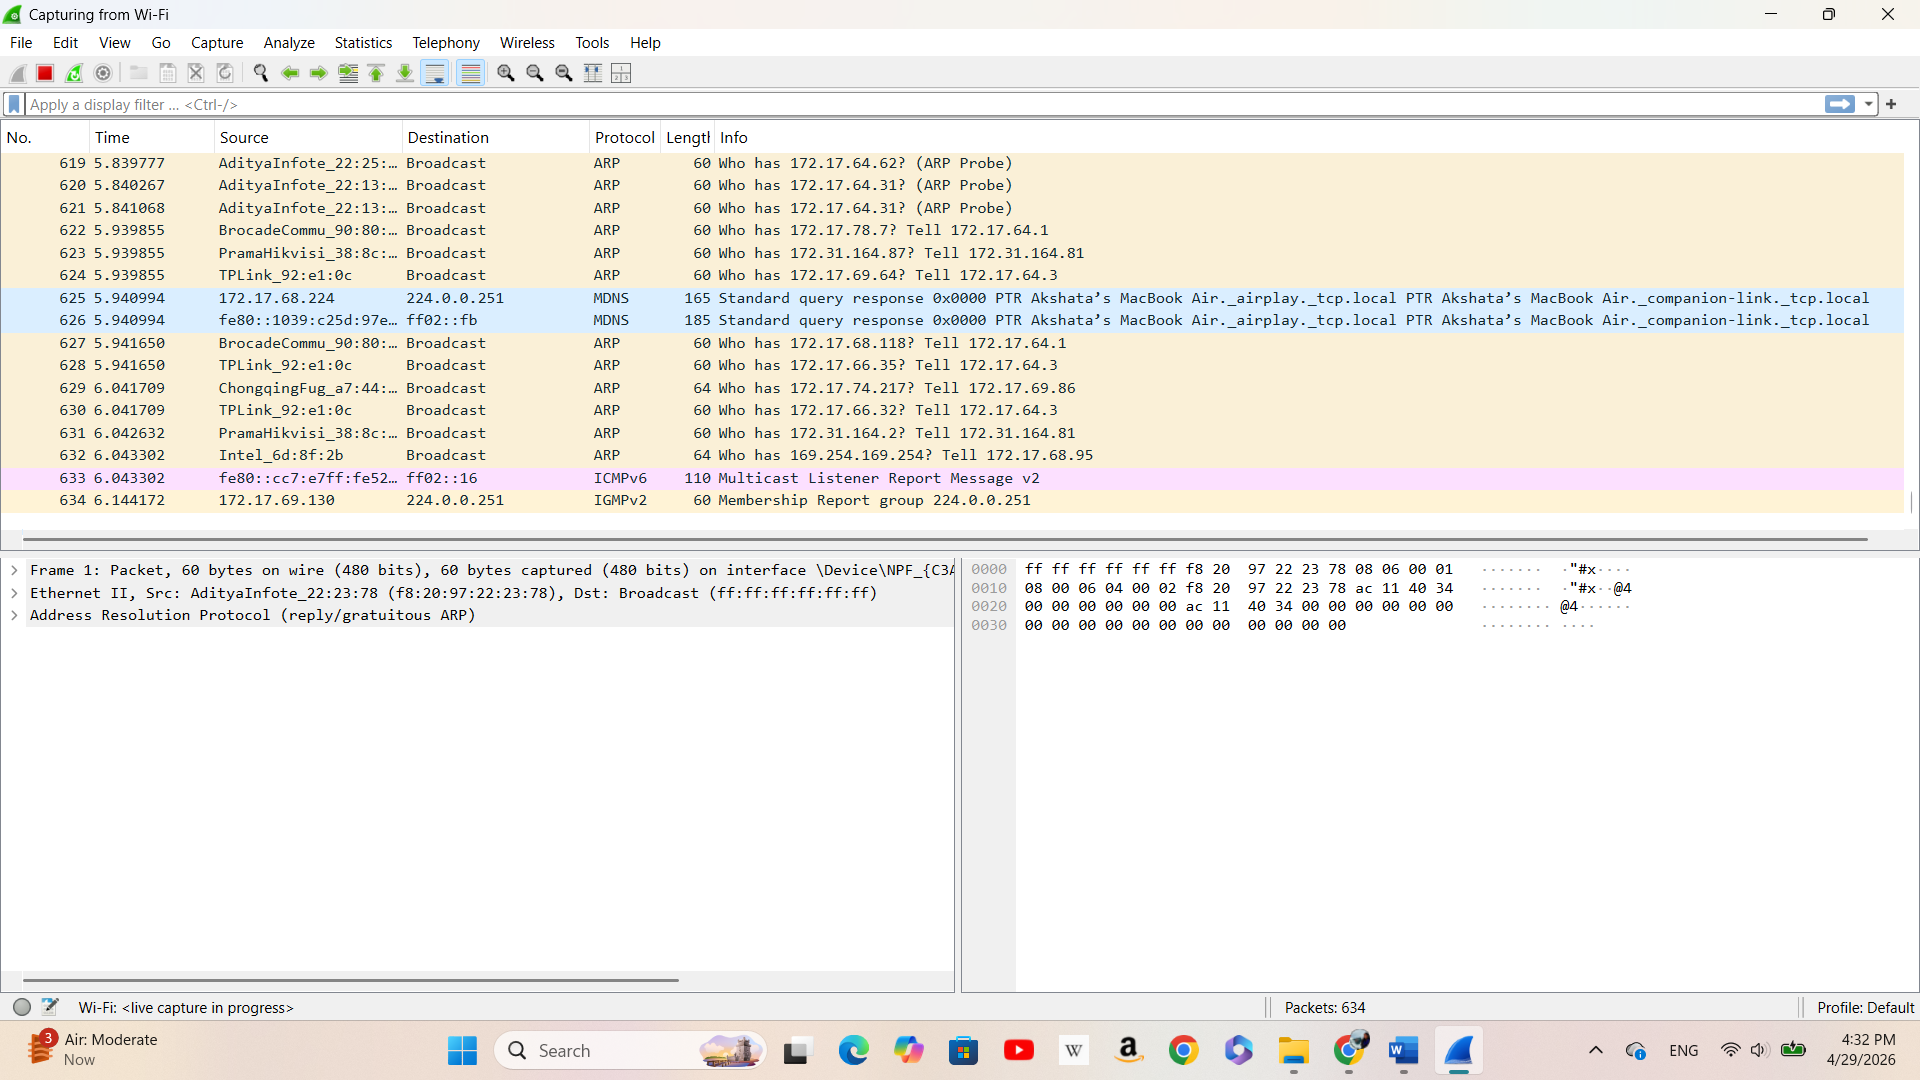 Capturing from Wi-Fi
File Edit View Go Capture Analyze Statistics Telephony Wireless Tools Help
Apply a display filter ... <Ctrl-/>
No. Time Source Destination Protocol Length Info
619 5.839777 AdityaInfote_22:25:… Broadcast ARP 60 Who has 172.17.64.62? (ARP Probe)
620 5.840267 AdityaInfote_22:13:… Broadcast ARP 60 Who has 172.17.64.31? (ARP Probe)
621 5.841068 AdityaInfote_22:13:… Broadcast ARP 60 Who has 172.17.64.31? (ARP Probe)
622 5.939855 BrocadeCommu_90:80:… Broadcast ARP 60 Who has 172.17.78.7? Tell 172.17.64.1
623 5.939855 PramaHikvisi_38:8c:… Broadcast ARP 60 Who has 172.31.164.87? Tell 172.31.164.81
624 5.939855 TPLink_92:e1:0c Broadcast ARP 60 Who has 172.17.69.64? Tell 172.17.64.3
625 5.940994 172.17.68.224 224.0.0.251 MDNS 165 Standard query response 0x0000 PTR Akshata’s MacBook Air._airplay._tcp.local PTR Akshata’s MacBook Air._companion-link._tcp.local
626 5.940994 fe80::1039:c25d:97e… ff02::fb MDNS 185 Standard query response 0x0000 PTR Akshata’s MacBook Air._airplay._tcp.local PTR Akshata’s MacBook Air._companion-link._tcp.local
627 5.941650 BrocadeCommu_90:80:… Broadcast ARP 60 Who has 172.17.68.118? Tell 172.17.64.1
628 5.941650 TPLink_92:e1:0c Broadcast ARP 60 Who has 172.17.66.35? Tell 172.17.64.3
629 6.041709 ChongqingFug_a7:44:… Broadcast ARP 64 Who has 172.17.74.217? Tell 172.17.69.86
630 6.041709 TPLink_92:e1:0c Broadcast ARP 60 Who has 172.17.66.32? Tell 172.17.64.3
631 6.042632 PramaHikvisi_38:8c:… Broadcast ARP 60 Who has 172.31.164.2? Tell 172.31.164.81
632 6.043302 Intel_6d:8f:2b Broadcast ARP 64 Who has 169.254.169.254? Tell 172.17.68.95
633 6.043302 fe80::cc7:e7ff:fe52… ff02::16 ICMPv6 110 Multicast Listener Report Message v2
634 6.144172 172.17.69.130 224.0.0.251 IGMPv2 60 Membership Report group 224.0.0.251
Frame 1: Packet, 60 bytes on wire (480 bits), 60 bytes captured (480 bits) on interface \Device\NPF_{C3A
Ethernet II, Src: AdityaInfote_22:23:78 (f8:20:97:22:23:78), Dst: Broadcast (ff:ff:ff:ff:ff:ff)
Address Resolution Protocol (reply/gratuitous ARP)
0000 ff ff ff ff ff ff f8 20 97 22 23 78 08 06 00 01 ······· ·"#x····
0010 08 00 06 04 00 02 f8 20 97 22 23 78 ac 11 40 34 ······· ·"#x··@4
0020 00 00 00 00 00 00 ac 11 40 34 00 00 00 00 00 00 ········ @4······
0030 00 00 00 00 00 00 00 00 00 00 00 00 ········ ····
Wi-Fi: <live capture in progress> Packets: 634 Profile: Default
3 Air: Moderate
Now
Search
W
ENG
4:32 PM
4/29/2026